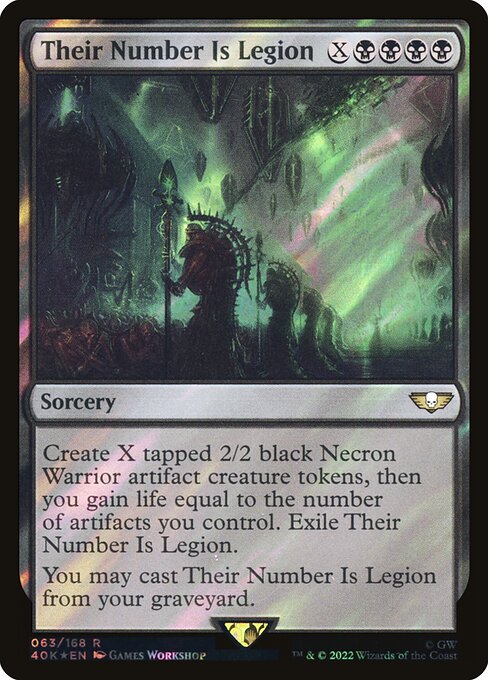 Their Number Is Legion X
Sorcery
Create X tapped 2/2 black Necron
Warrior artifact creature tokens, then
you gain life equal to the number
of artifacts you control. Exile Their
Number Is Legion.
You may cast Their Number Is Legion
from your graveyard.
063/168 R
40K★EN GAMES WORKSHOP
© GW
™ & © 2022 Wizards of the Coast